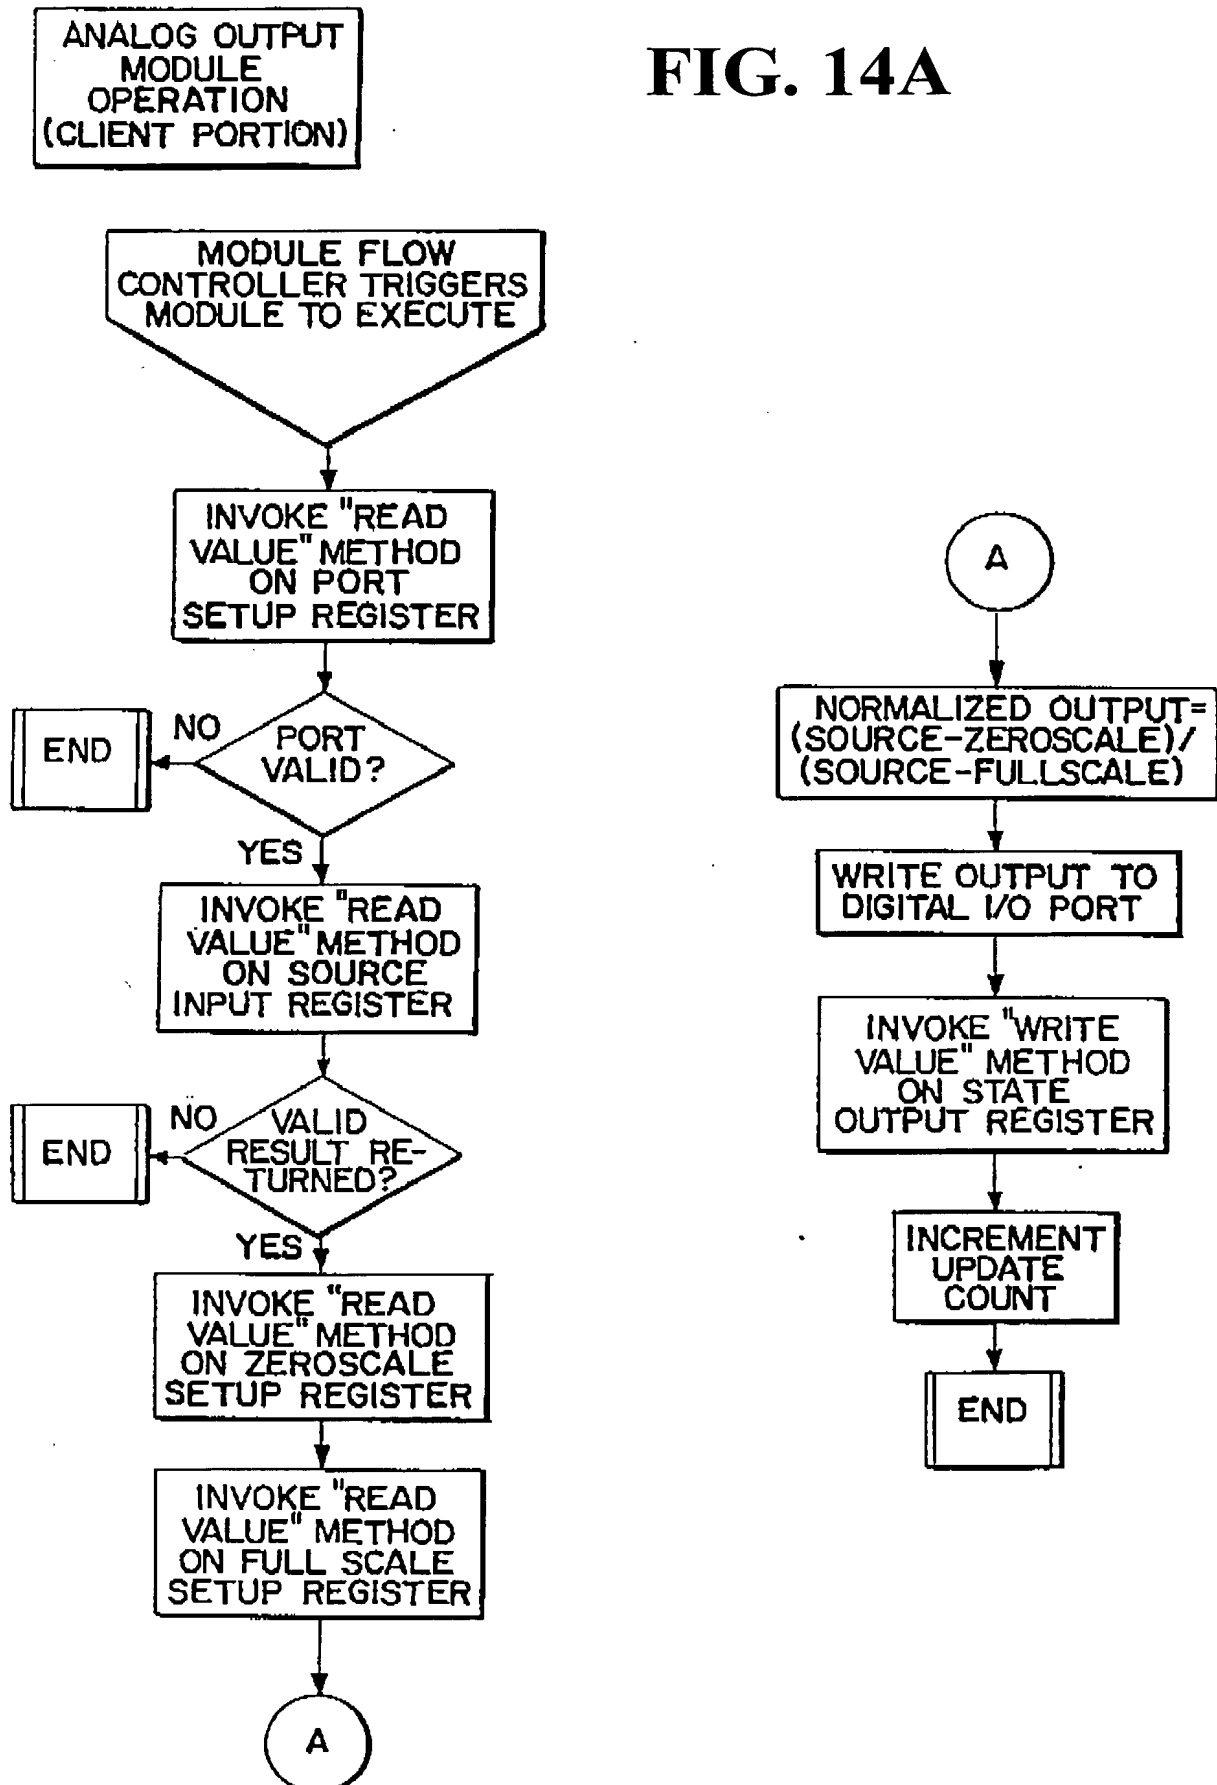 ANALOG OUTPUT
MODULE
OPERATION
(CLIENT PORTION)
FIG. 14A
MODULE FLOW
CONTROLLER TRIGGERS
MODULE TO EXECUTE
INVOKE "READ
VALUE" METHOD
ON PORT
SETUP REGISTER
PORT
VALID?
NO
END
YES
INVOKE "READ
VALUE" METHOD
ON SOURCE
INPUT REGISTER
VALID
RESULT RE-
TURNED?
NO
END
YES
INVOKE "READ
VALUE" METHOD
ON ZEROSCALE
SETUP REGISTER
INVOKE "READ
VALUE" METHOD
ON FULL SCALE
SETUP REGISTER
A
A
NORMALIZED OUTPUT=
(SOURCE-ZEROSCALE)/
(SOURCE-FULLSCALE)
WRITE OUTPUT TO
DIGITAL I/O PORT
INVOKE "WRITE
VALUE" METHOD
ON STATE
OUTPUT REGISTER
INCREMENT
UPDATE
COUNT
END